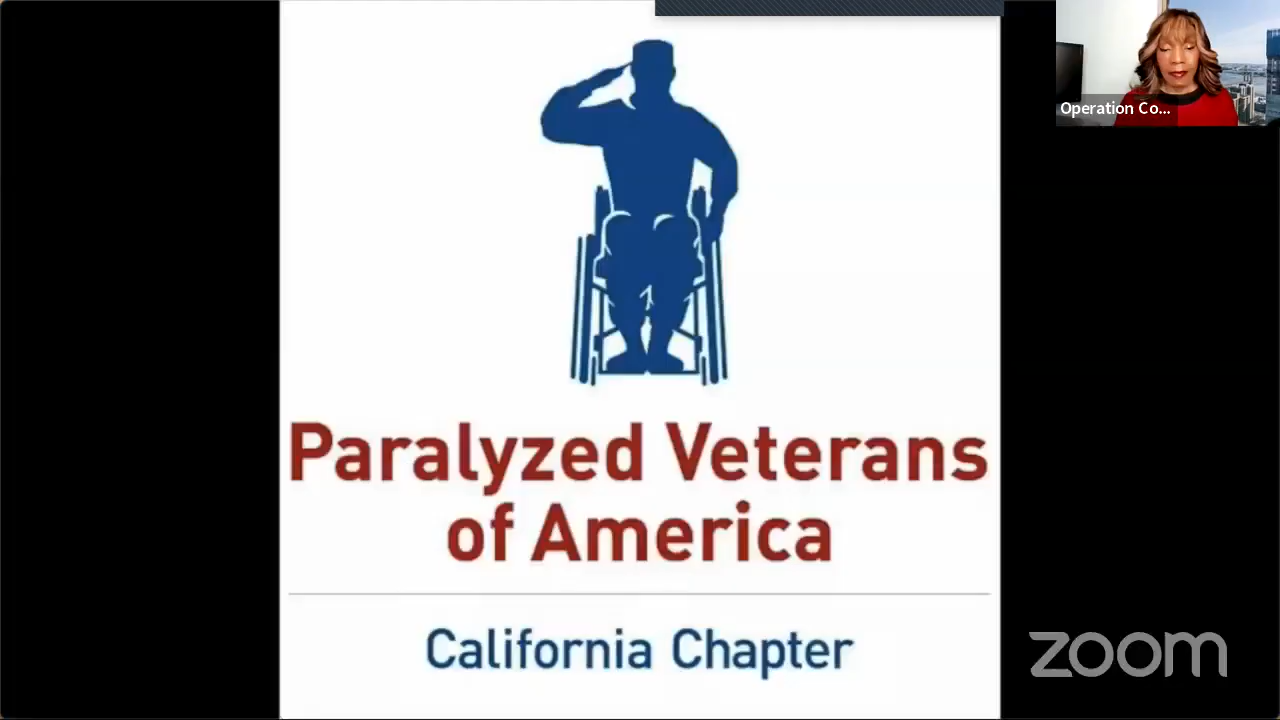 Operation Co...
Paralyzed Veterans
of America
California Chapter
zoom